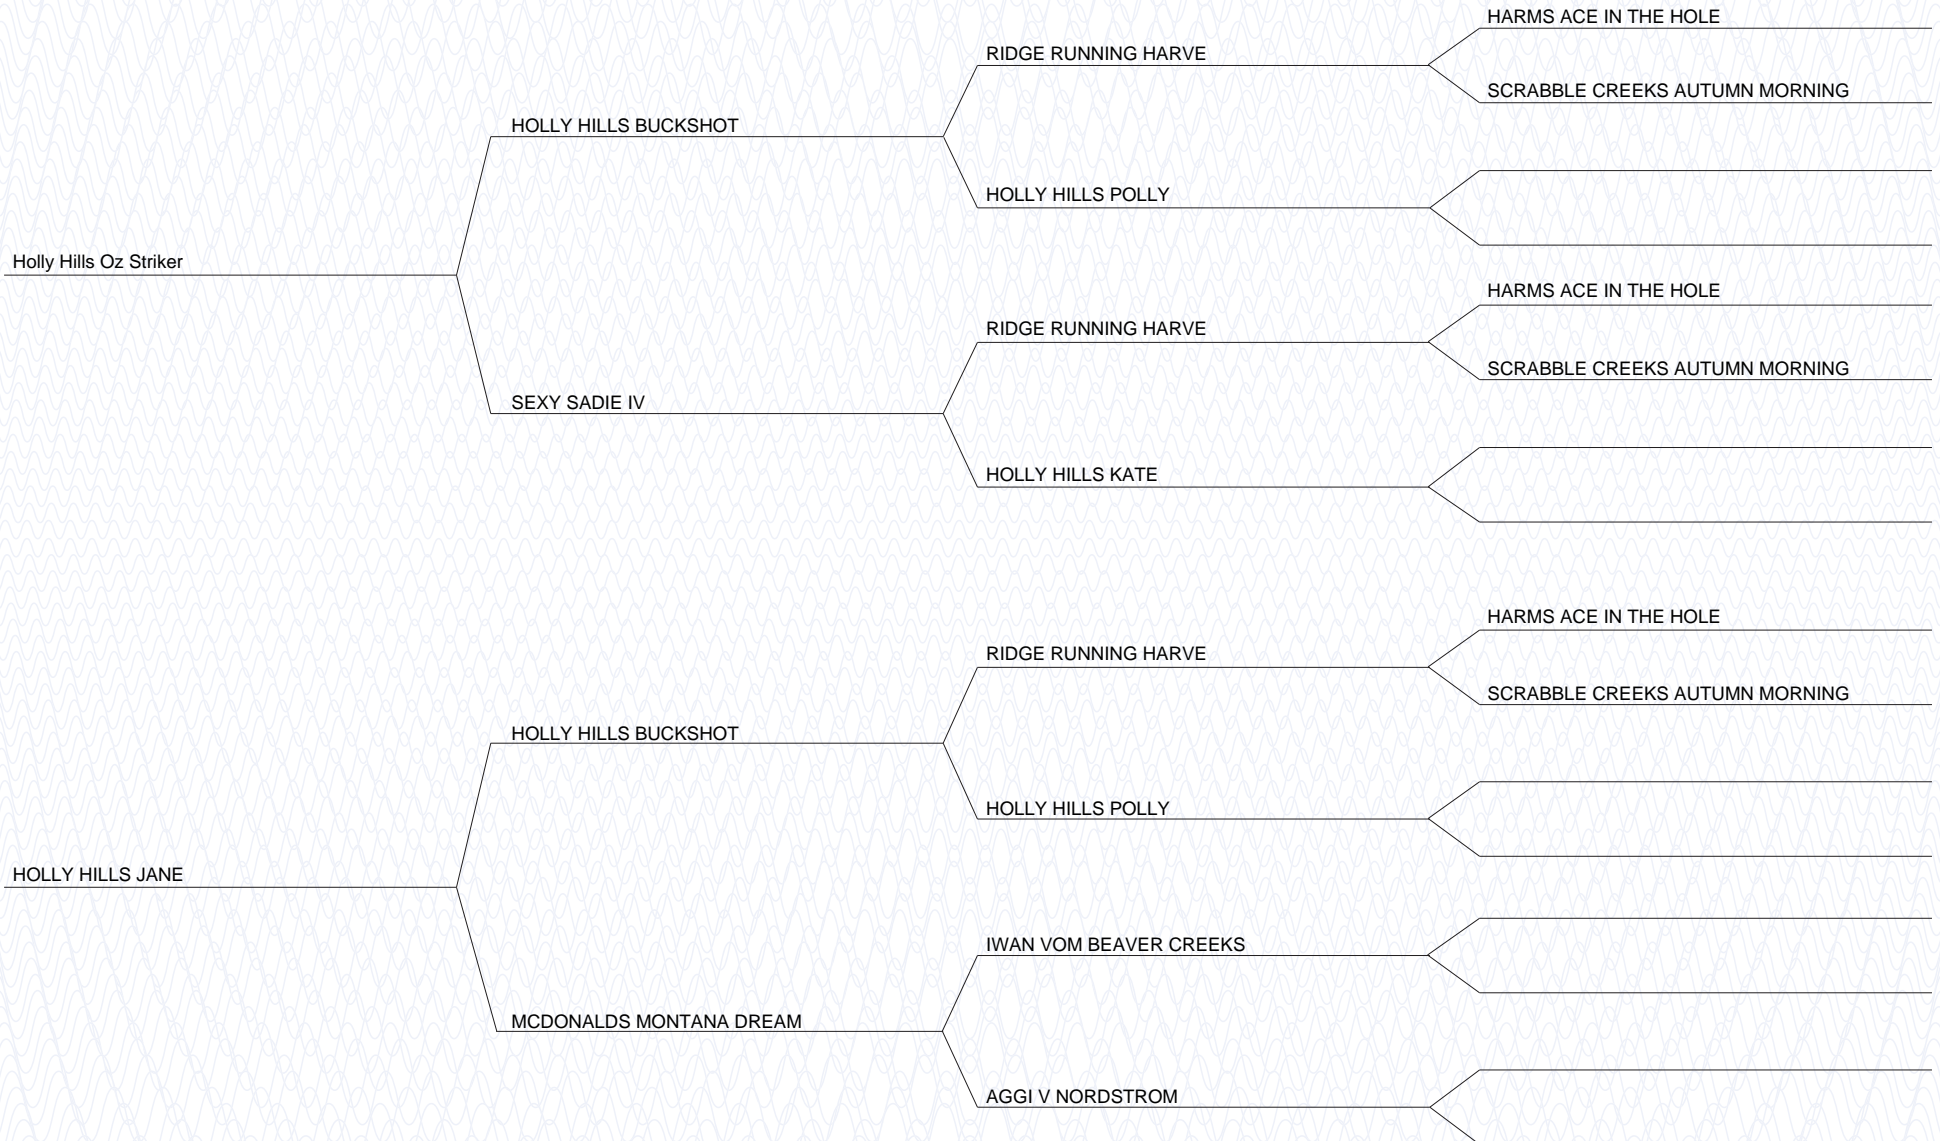 HARMS ACE IN THE HOLE
RIDGE RUNNING HARVE
SCRABBLE CREEKS AUTUMN MORNING
HOLLY HILLS BUCKSHOT
HOLLY HILLS POLLY
Holly Hills Oz Striker
HARMS ACE IN THE HOLE
RIDGE RUNNING HARVE
SCRABBLE CREEKS AUTUMN MORNING
SEXY SADIE IV
HOLLY HILLS KATE
HARMS ACE IN THE HOLE
RIDGE RUNNING HARVE
SCRABBLE CREEKS AUTUMN MORNING
HOLLY HILLS BUCKSHOT
HOLLY HILLS POLLY
HOLLY HILLS JANE
IWAN VOM BEAVER CREEKS
MCDONALDS MONTANA DREAM
AGGI V NORDSTROM